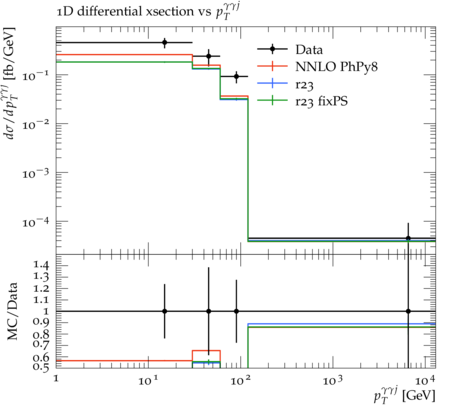 1D differential xsection vs p_T^{γγj}
dσ/dp_T^{γγj} [fb/GeV]
10^{−1}
10^{−2}
10^{−3}
10^{−4}
Data
NNLO PhPy8
r23
r23 fixPS
MC/Data
1.4
1.3
1.2
1.1
1
0.9
0.8
0.7
0.6
0.5
1 10^1 10^2 10^3 10^4
p_T^{γγj} [GeV]